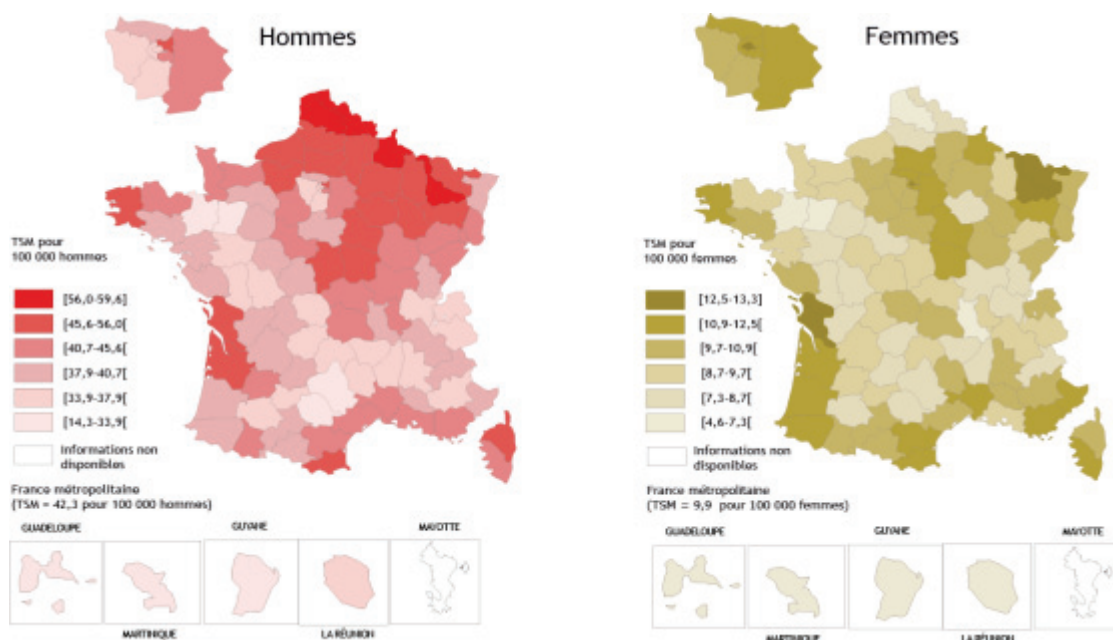 Hommes
TSM pour
100 000 hommes
[56,0-59,6]
[45,6-56,0[
[40,7-45,6[
[37,9-40,7[
[33,9-37,9[
[14,3-33,9[
Informations non
disponibles
France métropolitaine
(TSM = 42,3 pour 100 000 hommes)
GUADELOUPE
GUYANE
MAYOTTE
MARTINIQUE
LA RÉUNION
Femmes
TSM pour
100 000 femmes
[12,5-13,3]
[10,9-12,5[
[9,7-10,9[
[8,7-9,7[
[7,3-8,7[
[4,6-7,3[
Informations non
disponibles
France métropolitaine
(TSM = 9,9 pour 100 000 femmes)
GUADELOUPE
GUYANE
MAYOTTE
MARTINIQUE
LA RÉUNION